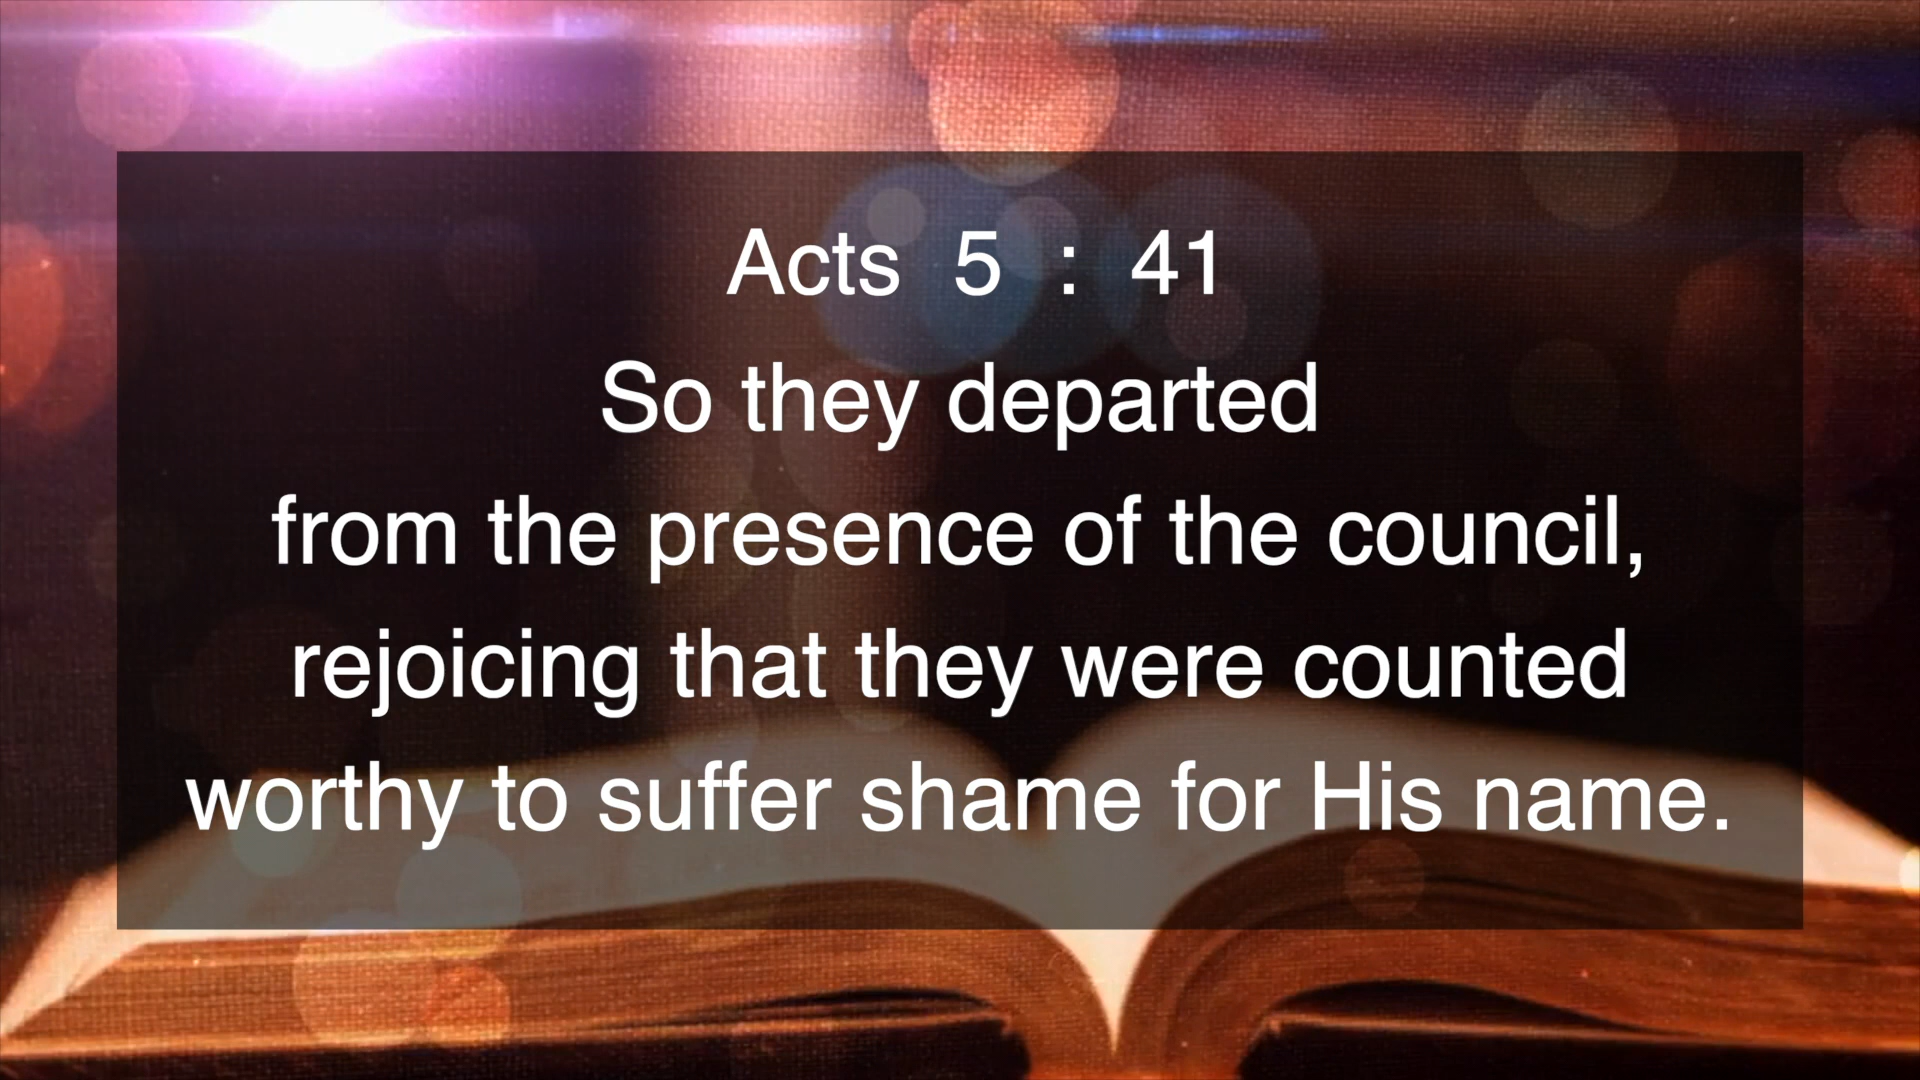 Acts 5 : 41
So they departed
from the presence of the council,
rejoicing that they were counted
worthy to suffer shame for His name.